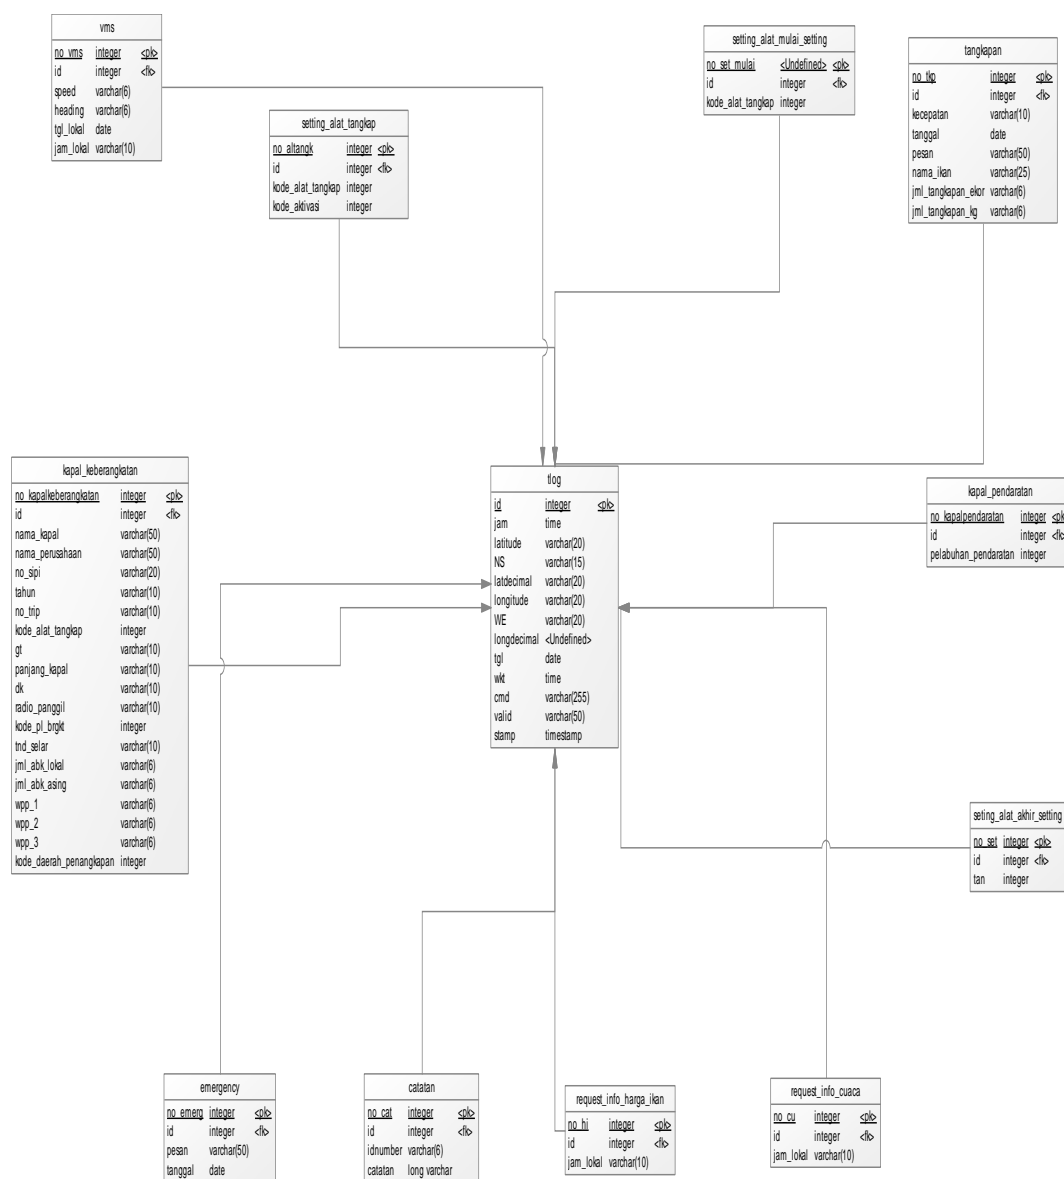 vms
no_vms integer <pk>
id integer <fk>
speed varchar(6)
heading varchar(6)
tgl_lokal date
jam_lokal varchar(10)
setting_alat_tangkap
no_altangk integer <pk>
id integer <fk>
kode_alat_tangkap integer
kode_aktivasi integer
setting_alat_mulai_setting
no_set_mulai <Undefined> <pk>
id integer <fk>
kode_alat_tangkap integer
tangkapan
no_tkp integer <pk>
id integer <fk>
kecepatan varchar(10)
tanggal date
pesan varchar(50)
nama_ikan varchar(25)
jml_tangkapan_ekor varchar(6)
jml_tangkapan_kg varchar(6)
kapal_keberangkatan
no_kapalkeberangkatan integer <pk>
id integer <fk>
nama_kapal varchar(50)
nama_perusahaan varchar(50)
no_sipi varchar(20)
tahun varchar(10)
no_trip varchar(10)
kode_alat_tangkap integer
gt varchar(10)
panjang_kapal varchar(10)
dk varchar(10)
radio_panggil varchar(10)
kode_pl_brgkt integer
tnd_selar varchar(10)
jml_abk_lokal varchar(6)
jml_abk_asing varchar(6)
wpp_1 varchar(6)
wpp_2 varchar(6)
wpp_3 varchar(6)
kode_daerah_penangkapan integer
tlog
id integer <pk>
jam time
latitude varchar(20)
NS varchar(15)
latdecimal varchar(20)
longitude varchar(20)
WE varchar(20)
longdecimal <Undefined>
tgl date
wkt time
cmd varchar(255)
valid varchar(50)
stamp timestamp
kapal_pendaratan
no_kapalpendaratan integer <pk
id integer <fk>
pelabuhan_pendaratan integer
seting_alat_akhir_setting
no_set integer <pk>
id integer <fk>
tan integer
emergency
no_emerg integer <pk>
id integer <fk>
pesan varchar(50)
tanggal date
catatan
no_cat integer <pk>
id integer <fk>
idnumber varchar(6)
catatan long varchar
request_info_harga_ikan
no_hi integer <pk>
id integer <fk>
jam_lokal varchar(10)
request_info_cuaca
no_cu integer <pk>
id integer <fk>
jam_lokal varchar(10)